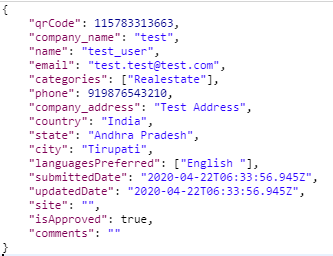 {
"qrCode": 115783313663,
"company_name": "test",
"name": "test_user",
"email": "test.test@test.com",
"categories": ["Realestate"],
"phone": 919876543210,
"company_address": "Test Address",
"country": "India",
"state": "Andhra Pradesh",
"city": "Tirupati",
"languagesPreferred": ["English "],
"submittedDate": "2020-04-22T06:33:56.945Z",
"updatedDate": "2020-04-22T06:33:56.945Z",
"site": "",
"isApproved": true,
"comments": ""
}